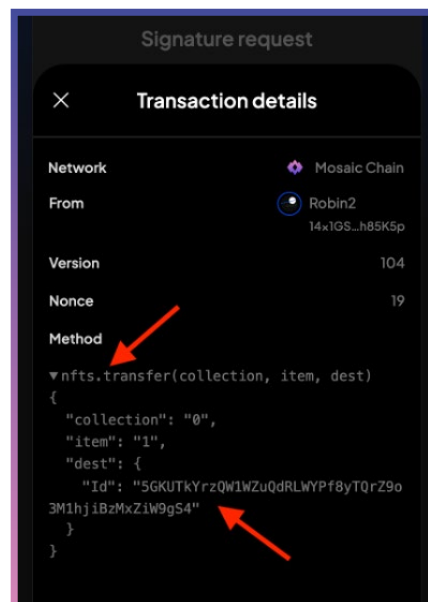 Signature request
× Transaction details
Network Mosaic Chain
From Robin2
14x1GS...h85K5p
Version 104
Nonce 19
Method
▼nfts.transfer(collection, item, dest)
{
"collection": "0",
"item": "1",
"dest": {
"Id": "5GKUTkYrzQW1WZuQdRLWYPf8yTQrZ9o
3M1hjiBzMxZiW9gS4"
}
}